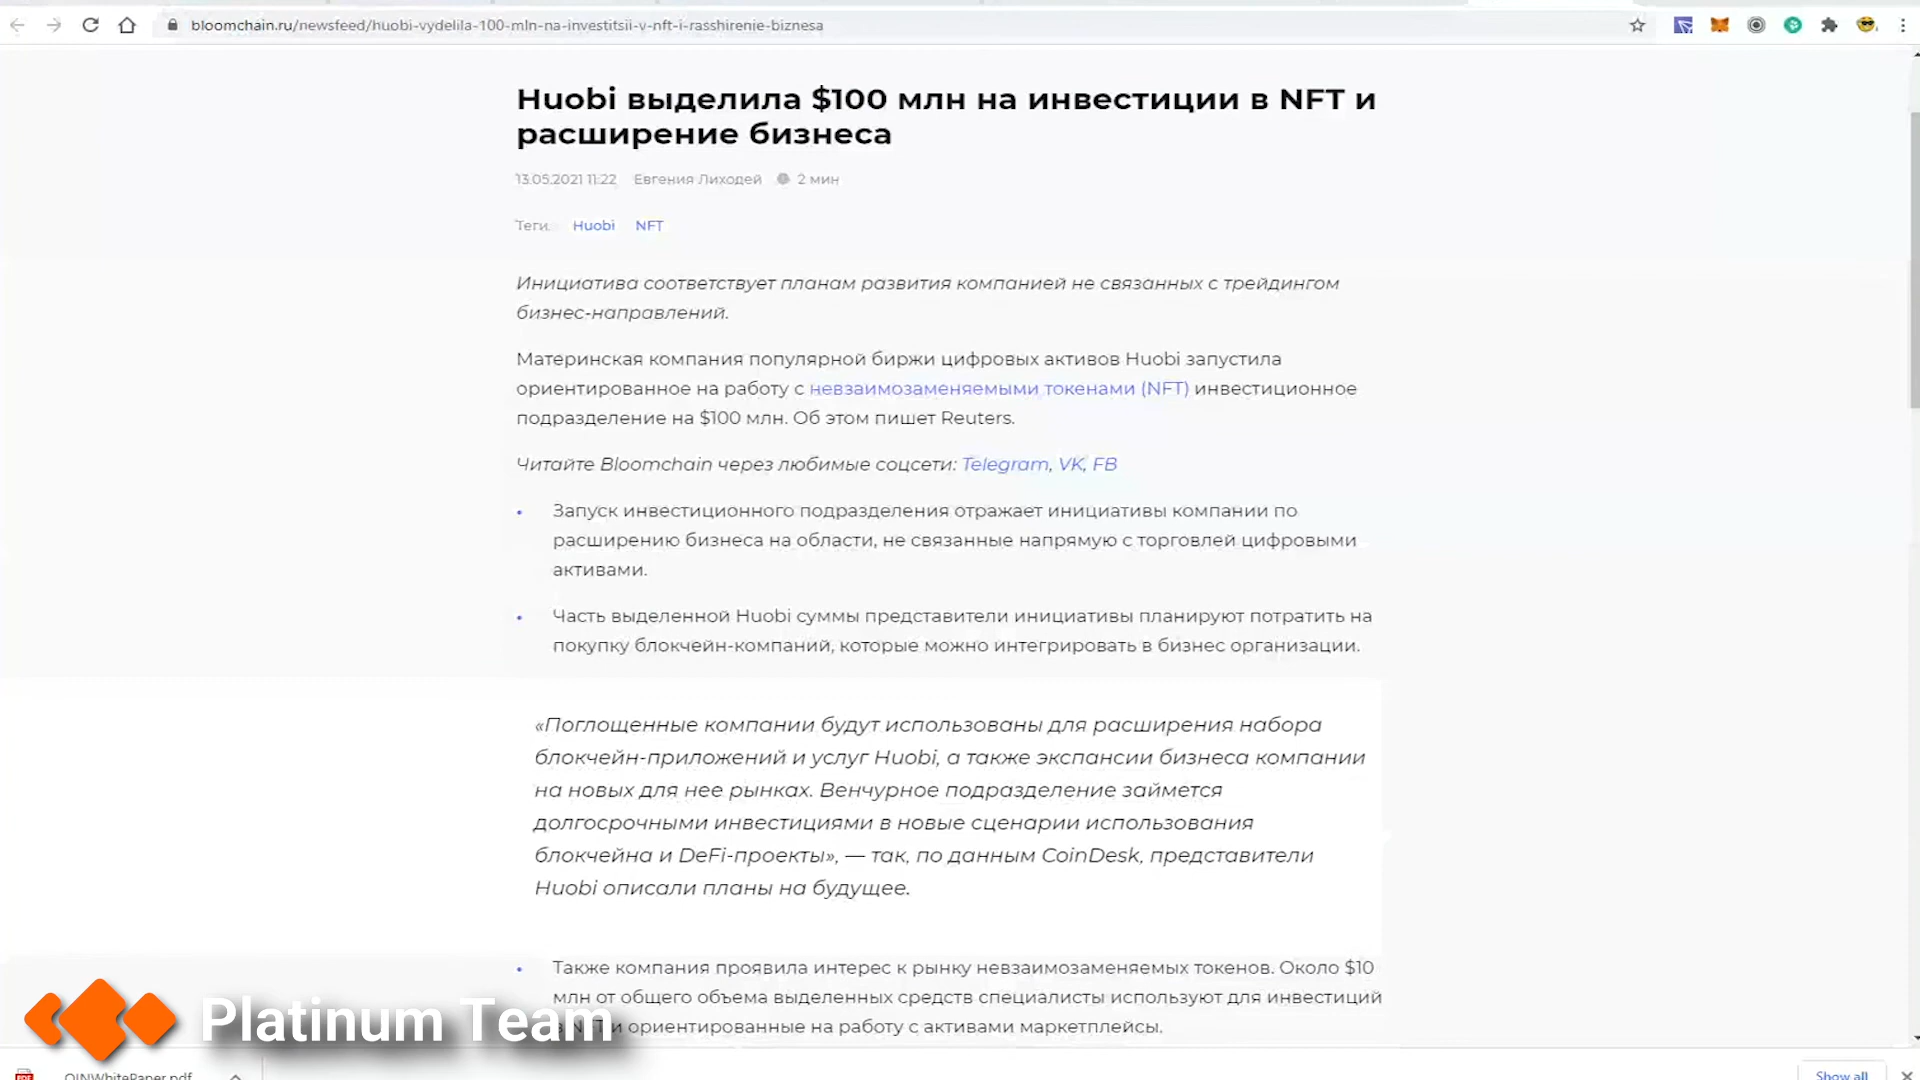 bloomchain.ru/newsfeed/huobi-vydelila-100-mln-na-investitsii-v-nft-i-rasshirenie-biznesa
Huobi выделила $100 млн на инвестиции в NFT и
расширение бизнеса
13.05.2021 11:22 Евгения Лиходей 2 мин
Теги: Huobi NFT
Инициатива соответствует планам развития компанией не связанных с трейдингом
бизнес-направлений.
Материнская компания популярной биржи цифровых активов Huobi запустила
ориентированное на работу с невзаимозаменяемыми токенами (NFT) инвестиционное
подразделение на $100 млн. Об этом пишет Reuters.
Читайте Bloomchain через любимые соцсети: Telegram, VK, FB
• Запуск инвестиционного подразделения отражает инициативы компании по
расширению бизнеса на области, не связанные напрямую с торговлей цифровыми
активами.
• Часть выделенной Huobi суммы представители инициативы планируют потратить на
покупку блокчейн-компаний, которые можно интегрировать в бизнес организации.
«Поглощенные компании будут использованы для расширения набора
блокчейн-приложений и услуг Huobi, а также экспансии бизнеса компании
на новых для нее рынках. Венчурное подразделение займется
долгосрочными инвестициями в новые сценарии использования
блокчейна и DeFi-проекты», — так, по данным CoinDesk, представители
Huobi описали планы на будущее.
• Также компания проявила интерес к рынку невзаимозаменяемых токенов. Около $10
млн от общего объема выделенных средств специалисты используют для инвестиций
в NFT и ориентированные на работу с активами маркетплейсы.
Platinum Team
OINWhitePaper.pdf
Show all